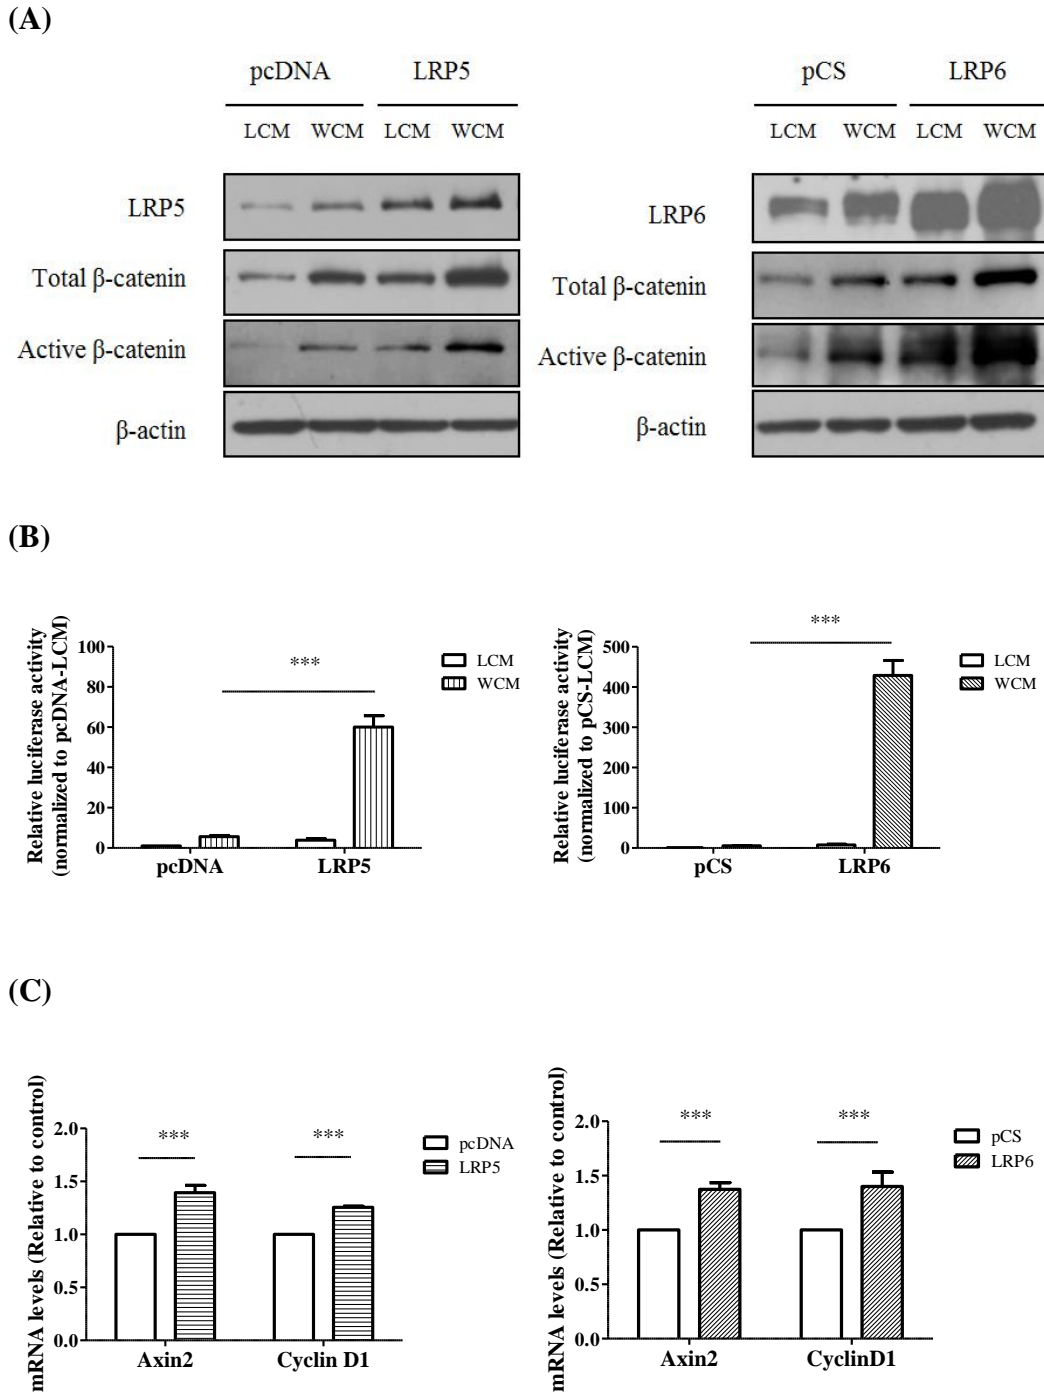 (A)
pcDNA LRP5
LCM WCM LCM WCM
LRP5
Total β-catenin
Active β-catenin
β-actin
pCS LRP6
LCM WCM LCM WCM
LRP6
Total β-catenin
Active β-catenin
β-actin
(B)
Relative luciferase activity
(normalized to pcDNA-LCM)
100
80
60
40
20
0
***
LCM
WCM
pcDNA LRP5
Relative luciferase activity
(normalized to pCS-LCM)
500
400
300
200
100
0
***
LCM
WCM
pCS LRP6
(C)
mRNA levels (Relative to control)
2.0
1.5
1.0
0.5
0.0
*** ***
pcDNA
LRP5
Axin2 Cyclin D1
mRNA levels (Relative to control)
2.0
1.5
1.0
0.5
0.0
*** ***
pCS
LRP6
Axin2 CyclinD1